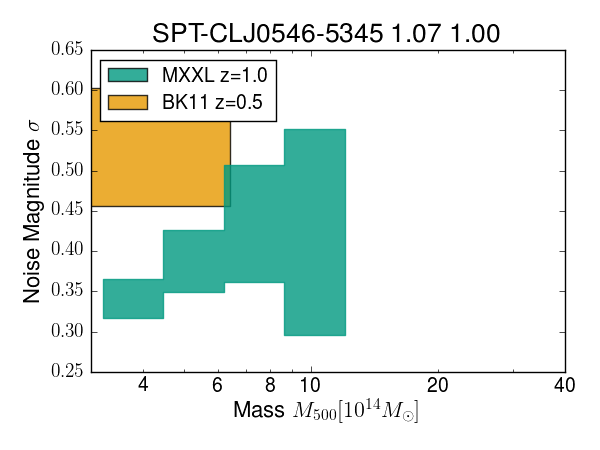 SPT-CLJ0546-5345 1.07 1.00
MXXL z=1.0
BK11 z=0.5
Noise Magnitude σ
0.65
0.60
0.55
0.50
0.45
0.40
0.35
0.30
0.25
4 6 8 10 20 40
Mass M₅₀₀[10¹⁴M⊙]